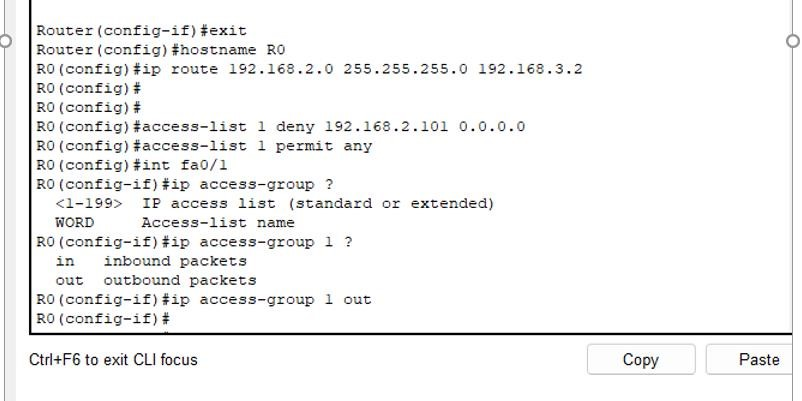 Router(config-if)#exit
Router(config)#hostname R0
R0(config)#ip route 192.168.2.0 255.255.255.0 192.168.3.2
R0(config)#
R0(config)#
R0(config)#access-list 1 deny 192.168.2.101 0.0.0.0
R0(config)#access-list 1 permit any
R0(config)#int fa0/1
R0(config-if)#ip access-group ?
  <1-199>  IP access list (standard or extended)
  WORD     Access-list name
R0(config-if)#ip access-group 1 ?
  in   inbound packets
  out  outbound packets
R0(config-if)#ip access-group 1 out
R0(config-if)#
Ctrl+F6 to exit CLI focus
Copy
Paste